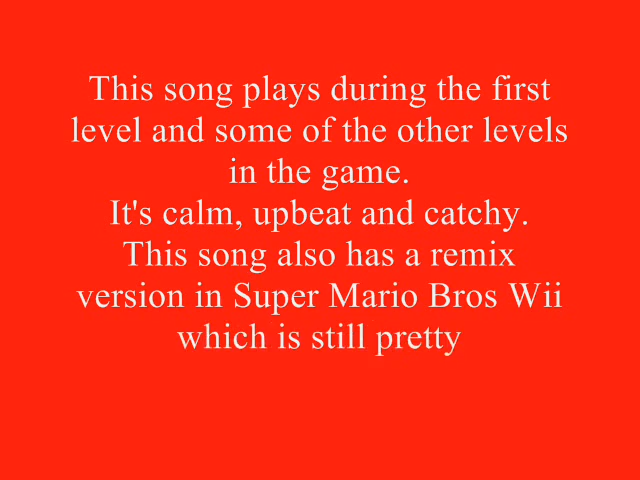 This song plays during the first
level and some of the other levels
in the game.
It's calm, upbeat and catchy.
This song also has a remix
version in Super Mario Bros Wii
which is still pretty